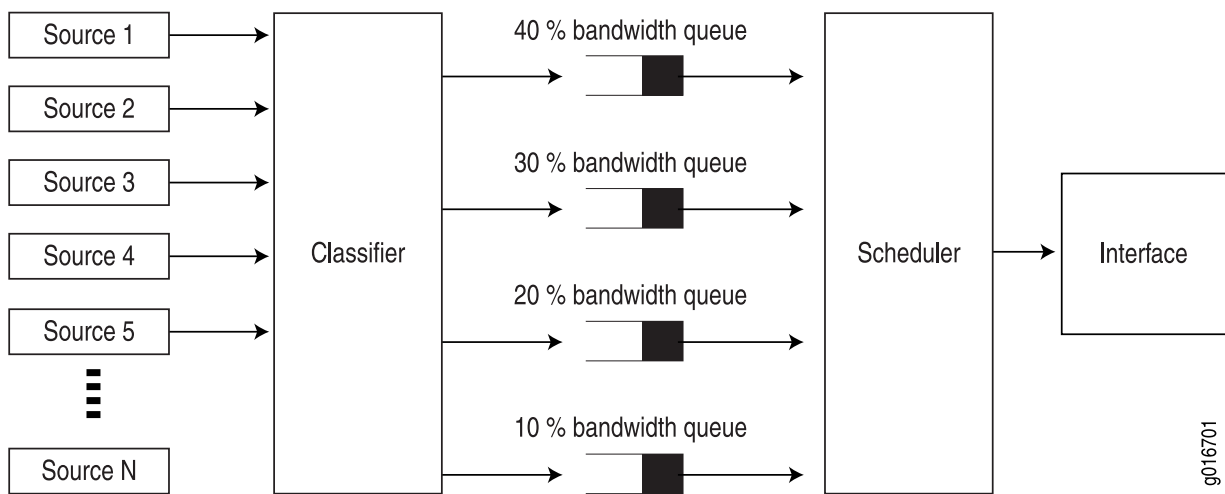 Source 1
Source 2
Source 3
Source 4
Source 5
Source N
Classifier
40 % bandwidth queue
30 % bandwidth queue
20 % bandwidth queue
10 % bandwidth queue
Scheduler
Interface
g016701